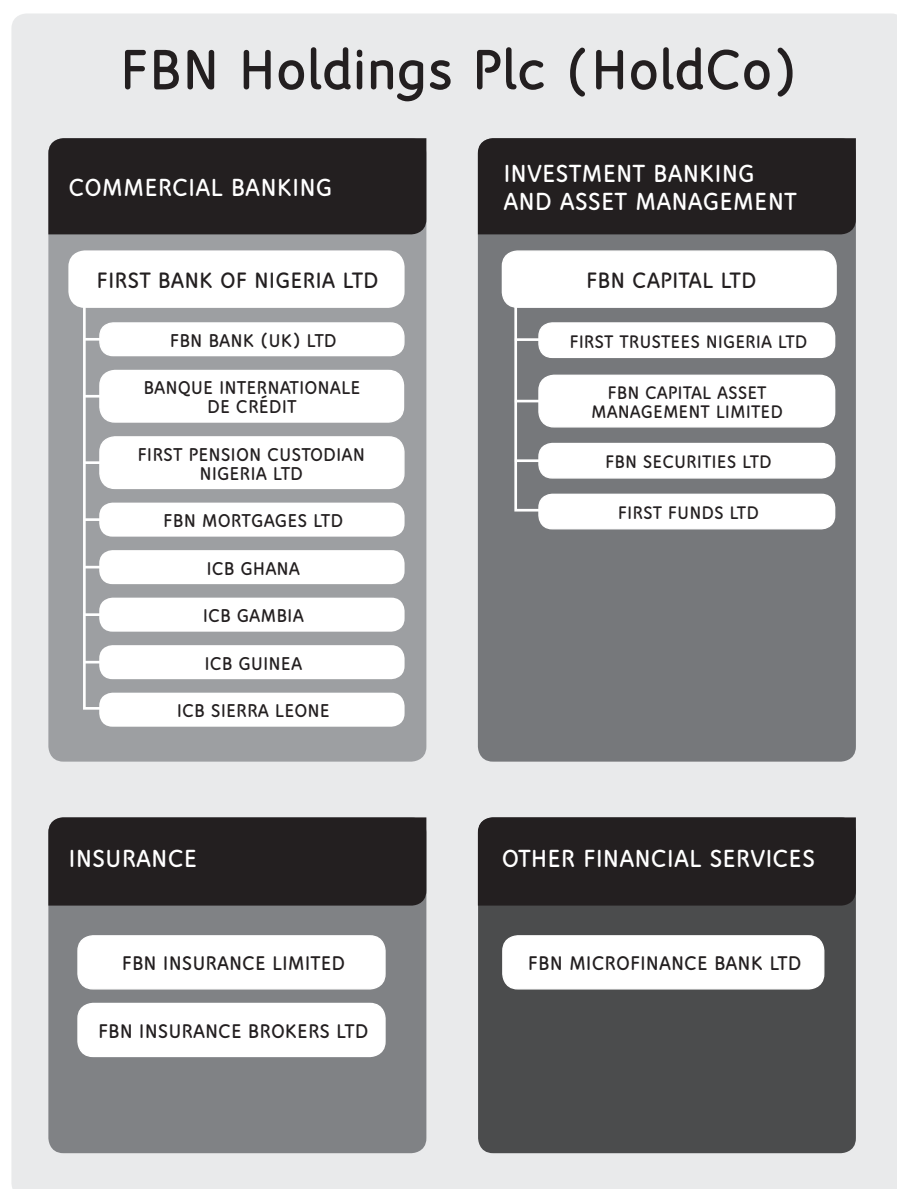 FBN Holdings Plc (HoldCo)
COMMERCIAL BANKING
FIRST BANK OF NIGERIA LTD
FBN BANK (UK) LTD
BANQUE INTERNATIONALE
DE CRÉDIT
FIRST PENSION CUSTODIAN
NIGERIA LTD
FBN MORTGAGES LTD
ICB GHANA
ICB GAMBIA
ICB GUINEA
ICB SIERRA LEONE
INVESTMENT BANKING
AND ASSET MANAGEMENT
FBN CAPITAL LTD
FIRST TRUSTEES NIGERIA LTD
FBN CAPITAL ASSET
MANAGEMENT LIMITED
FBN SECURITIES LTD
FIRST FUNDS LTD
INSURANCE
FBN INSURANCE LIMITED
FBN INSURANCE BROKERS LTD
OTHER FINANCIAL SERVICES
FBN MICROFINANCE BANK LTD